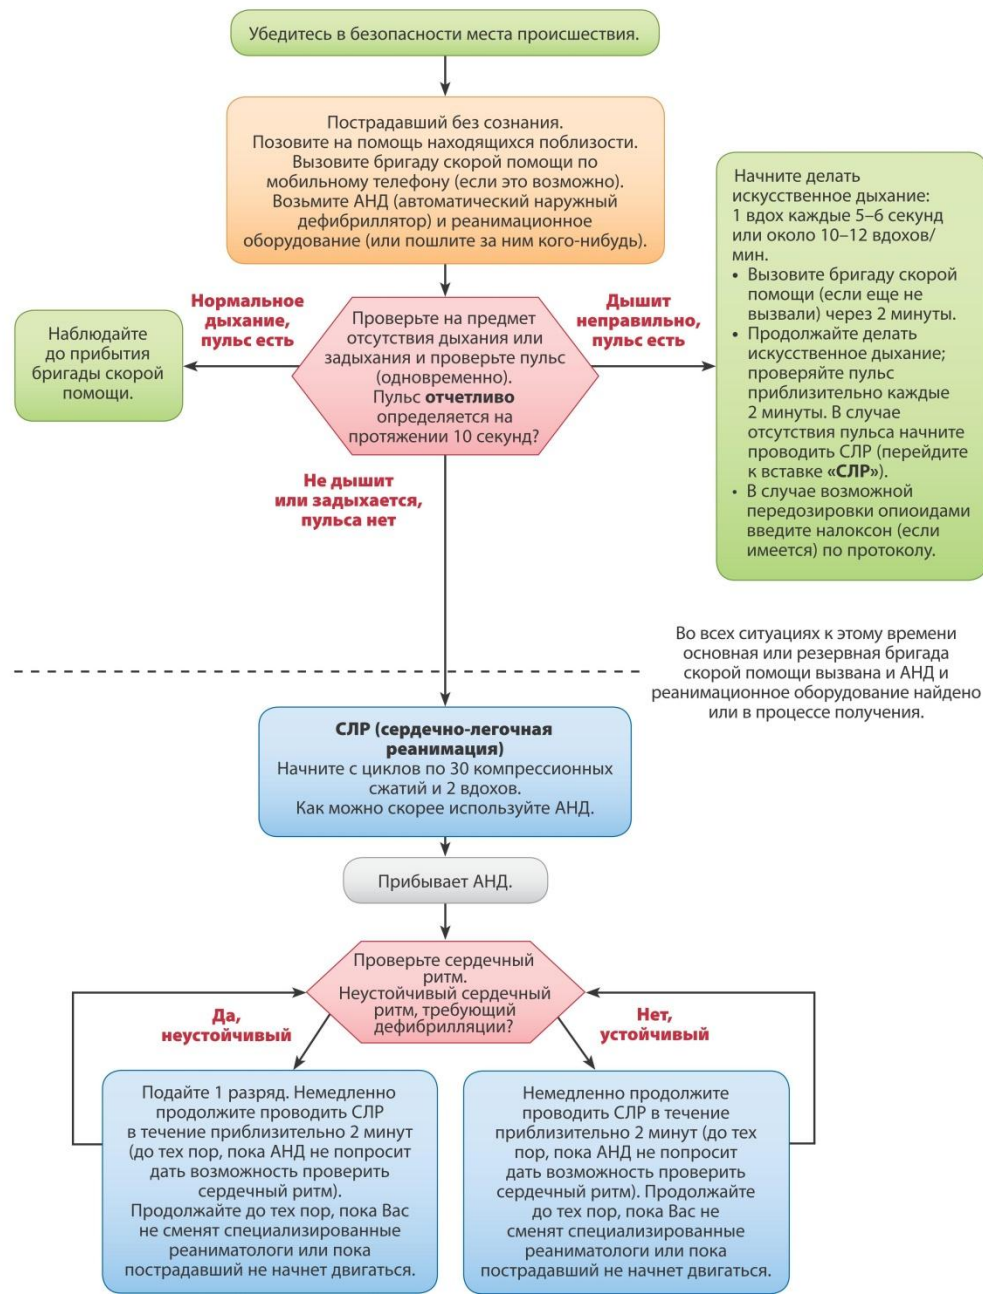 Убедитесь в безопасности места происшествия.
Пострадавший без сознания.
Позовите на помощь находящихся поблизости.
Вызовите бригаду скорой помощи по
мобильному телефону (если это возможно).
Возьмите АНД (автоматический наружный
дефибриллятор) и реанимационное
оборудование (или пошлите за ним кого-нибудь).
Нормальное
дыхание,
пульс есть
Наблюдайте
до прибытия
бригады скорой
помощи.
Проверьте на предмет
отсутствия дыхания или
задыхания и проверьте пульс
(одновременно).
Пульс отчетливо
определяется на
протяжении 10 секунд?
Дышит
неправильно,
пульс есть
Начните делать
искусственное дыхание:
1 вдох каждые 5–6 секунд
или около 10–12 вдохов/
мин.
• Вызовите бригаду скорой
помощи (если еще не
вызвали) через 2 минуты.
• Продолжайте делать
искусственное дыхание;
проверяйте пульс
приблизительно каждые
2 минуты. В случае
отсутствия пульса начните
проводить СЛР (перейдите
к вставке «СЛР»).
• В случае возможной
передозировки опиоидами
введите налоксон (если
имеется) по протоколу.
Не дышит
или задыхается,
пульса нет
Во всех ситуациях к этому времени
основная или резервная бригада
скорой помощи вызвана и АНД и
реанимационное оборудование найдено
или в процессе получения.
СЛР (сердечно-легочная
реанимация)
Начните с циклов по 30 компрессионных
сжатий и 2 вдохов.
Как можно скорее используйте АНД.
Прибывает АНД.
Проверьте сердечный
ритм.
Неустойчивый сердечный
ритм, требующий
дефибрилляции?
Да,
неустойчивый
Нет,
устойчивый
Подайте 1 разряд. Немедленно
продолжите проводить СЛР
в течение приблизительно 2 минут
(до тех пор, пока АНД не попросит
дать возможность проверить
сердечный ритм).
Продолжайте до тех пор, пока Вас
не сменят специализированные
реаниматологи или пока
пострадавший не начнет двигаться.
Немедленно продолжите
проводить СЛР в течение
приблизительно 2 минут (до тех
пор, пока АНД не попросит
дать возможность проверить
сердечный ритм). Продолжайте
до тех пор, пока Вас не
сменят специализированные
реаниматологи или пока
пострадавший не начнет двигаться.